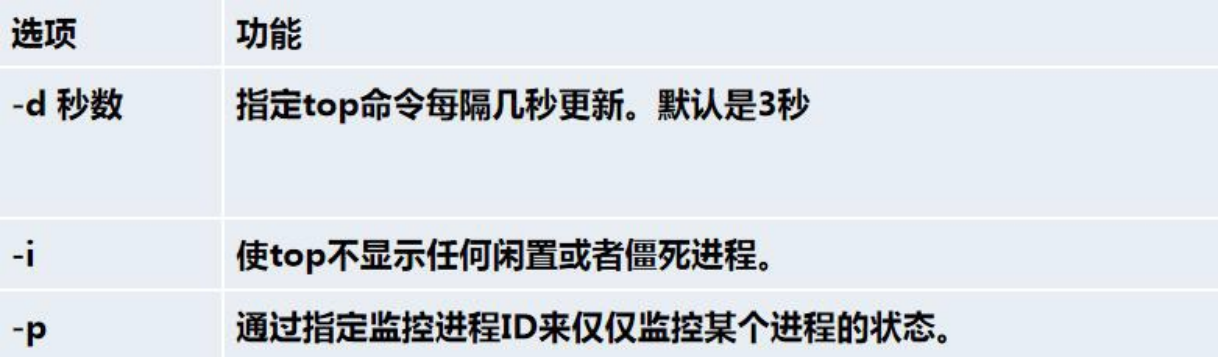 选项 功能
-d 秒数 指定top命令每隔几秒更新。默认是3秒
-i 使top不显示任何闲置或者僵死进程。
-p 通过指定监控进程ID来仅仅监控某个进程的状态。